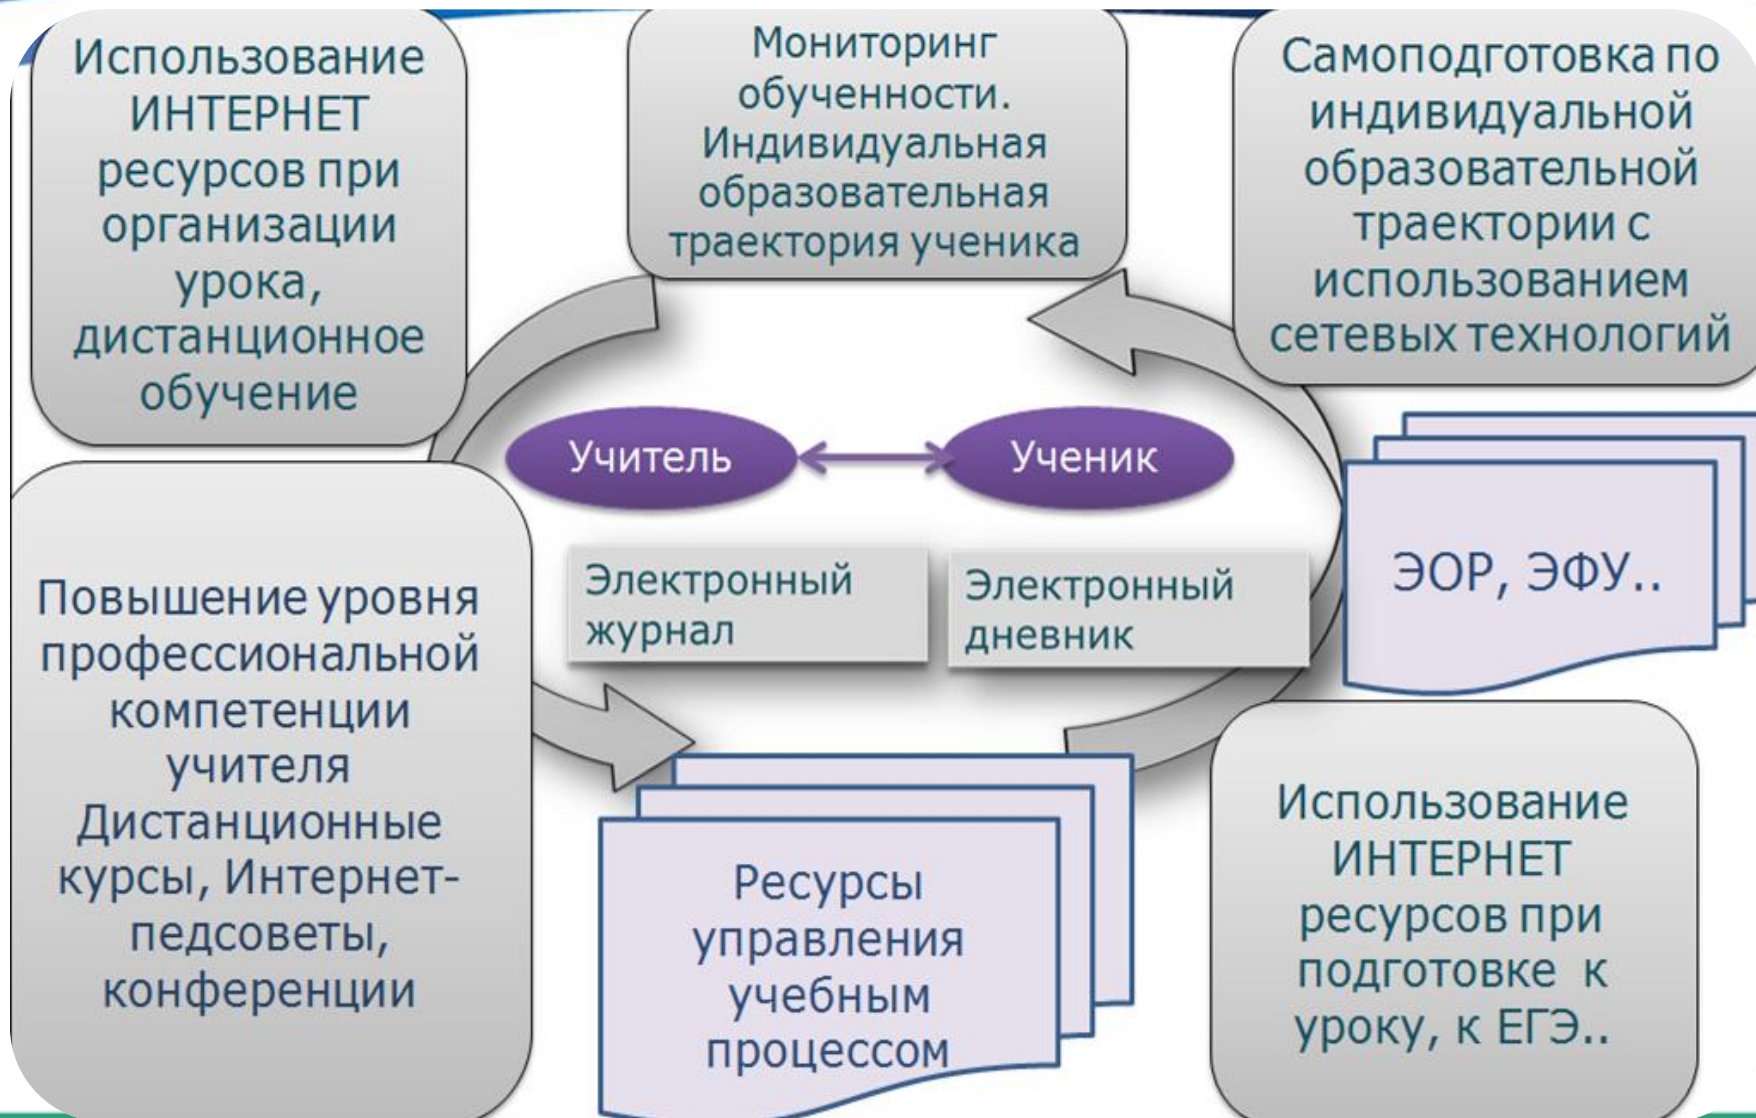 Использование
ИНТЕРНЕТ
ресурсов при
организации
урока,
дистанционное
обучение
Мониторинг
обученности.
Индивидуальная
образовательная
траектория ученика
Самоподготовка по
индивидуальной
образовательной
траектории с
использованием
сетевых технологий
Учитель
Ученик
Электронный
журнал
Электронный
дневник
ЭОР, ЭФУ..
Повышение уровня
профессиональной
компетенции
учителя
Дистанционные
курсы, Интернет-
педсоветы,
конференции
Ресурсы
управления
учебным
процессом
Использование
ИНТЕРНЕТ
ресурсов при
подготовке к
уроку, к ЕГЭ..